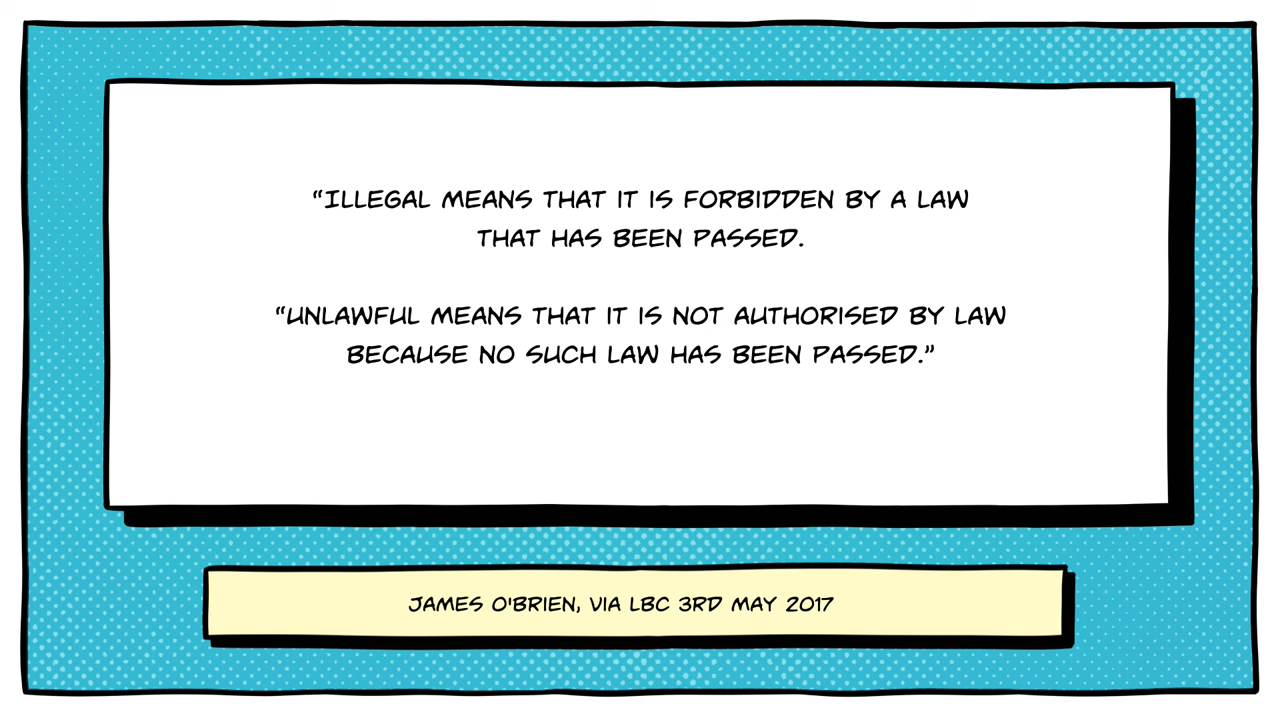 “ILLEGAL MEANS THAT IT IS FORBIDDEN BY A LAW
THAT HAS BEEN PASSED.
“UNLAWFUL MEANS THAT IT IS NOT AUTHORISED BY LAW
BECAUSE NO SUCH LAW HAS BEEN PASSED.”
JAMES O'BRIEN, VIA LBC 3RD MAY 2017